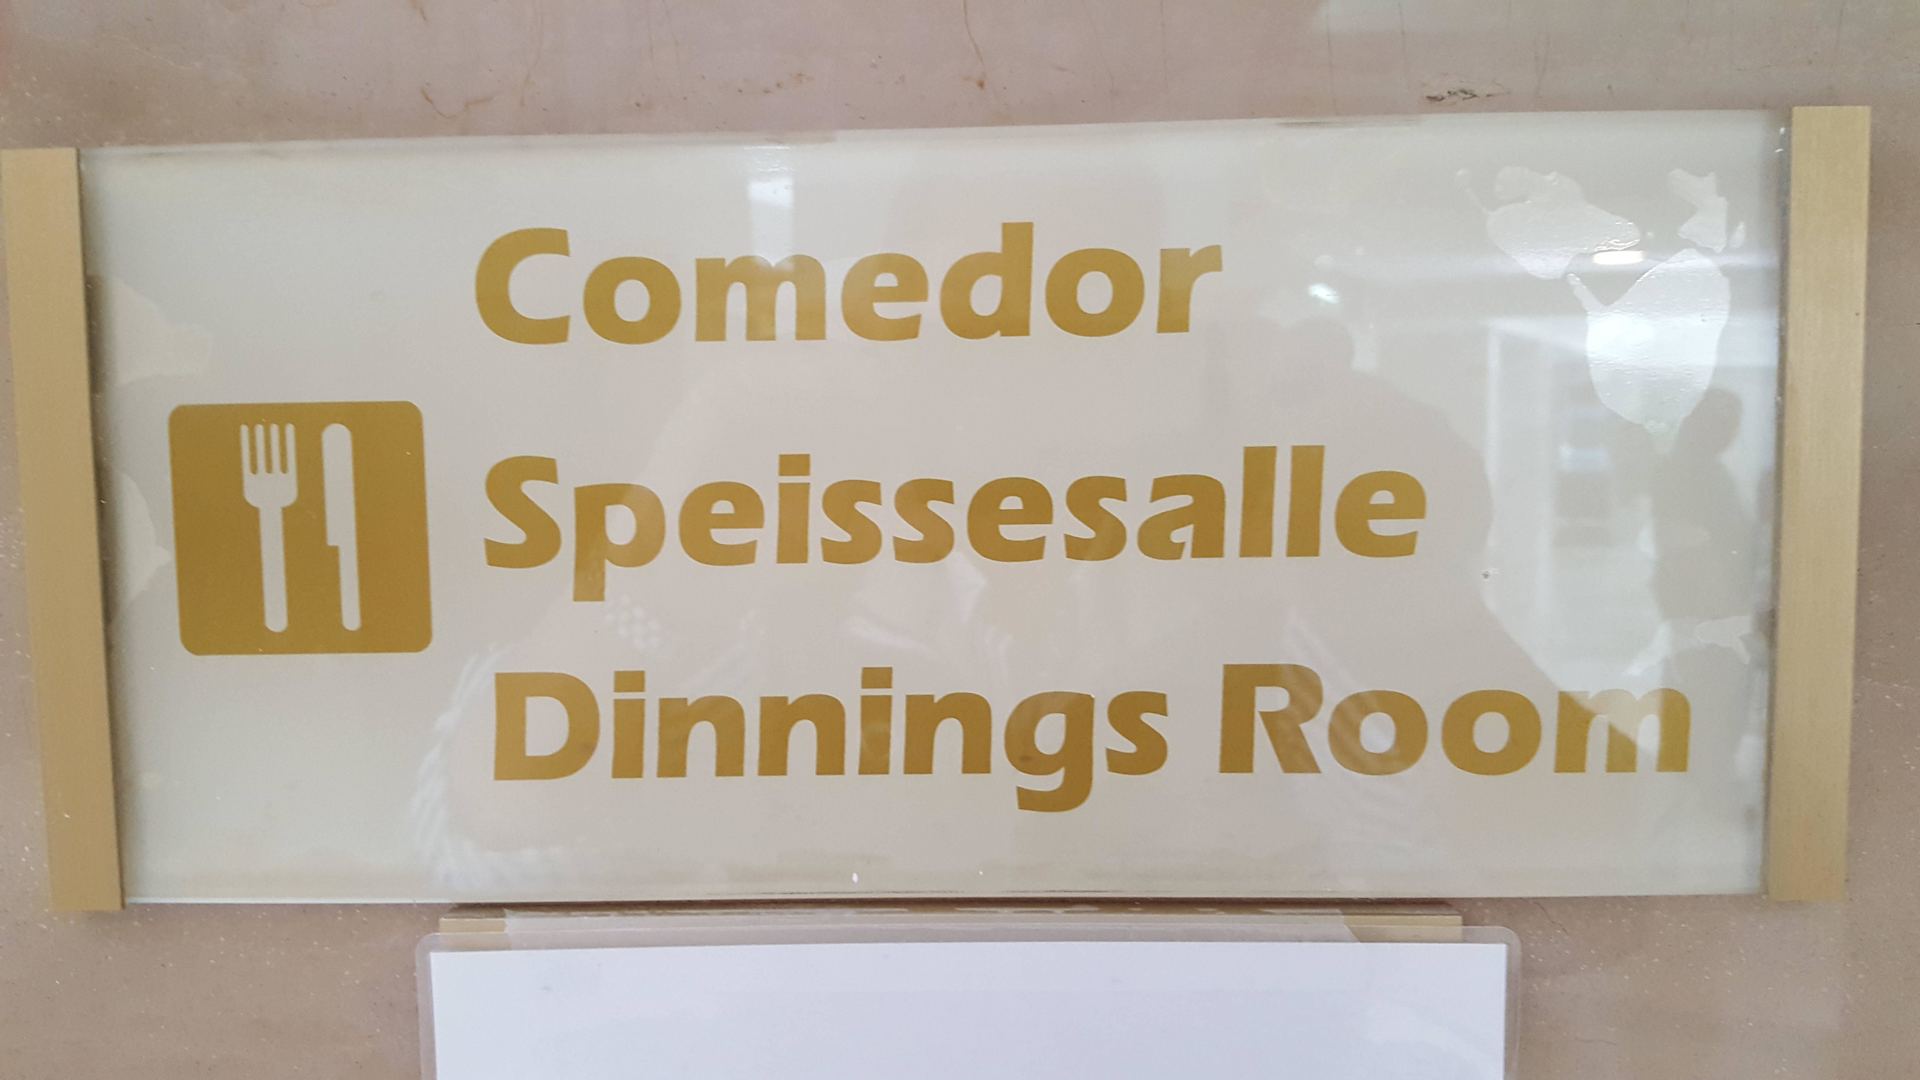 Comedor
Speissesalle
Dinnings Room